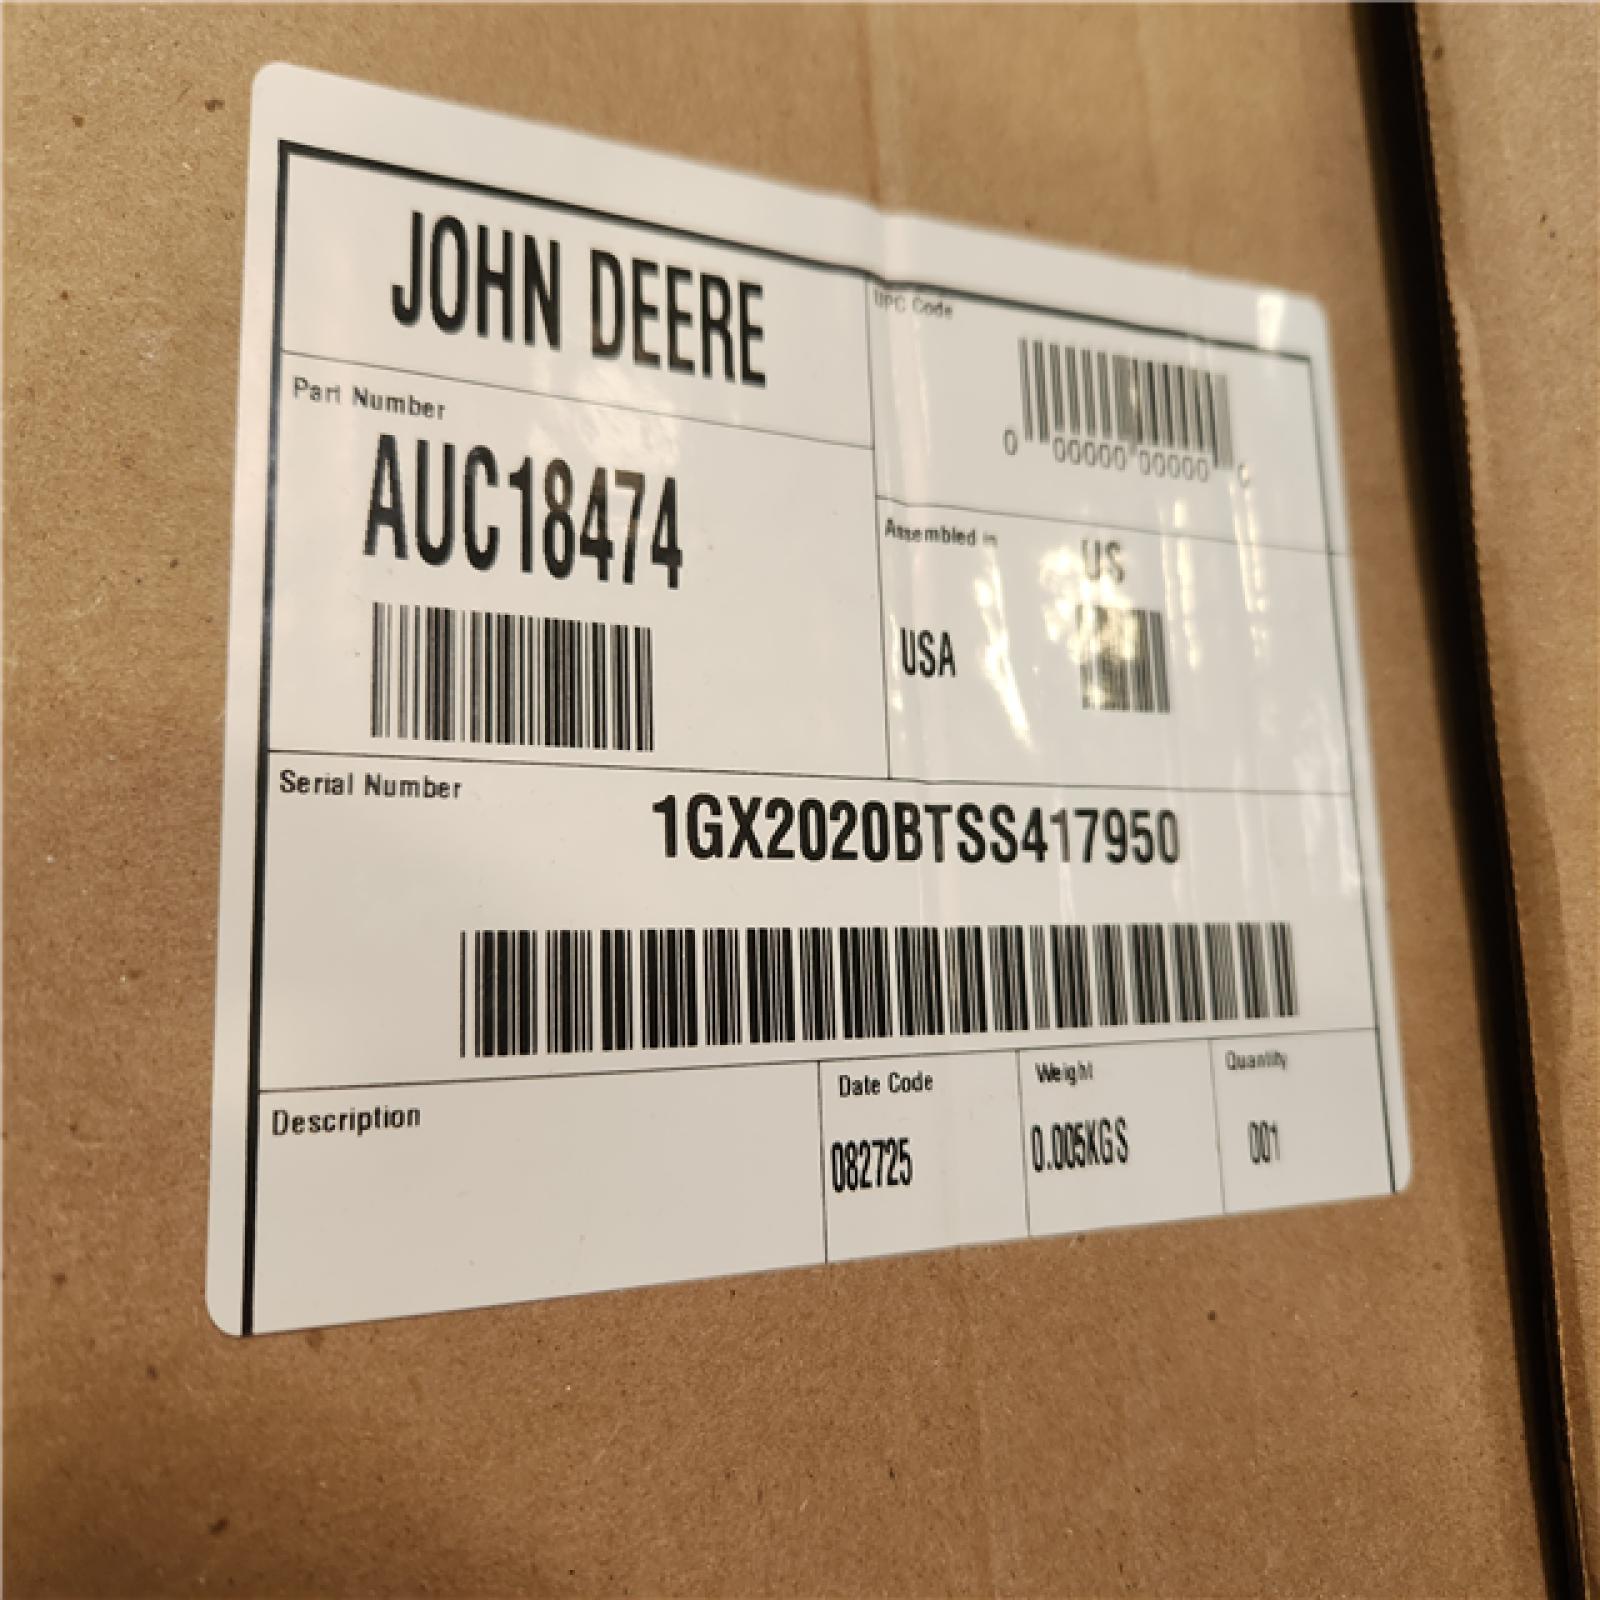 JOHN DEERE
UPC Code
0 00000 00000
Part Number
AUC18474
Assembled in
US
USA
Serial Number
1GX2020BTSS417950
Description
Date Code
082725
Weight
0.005KGS
Quantity
001